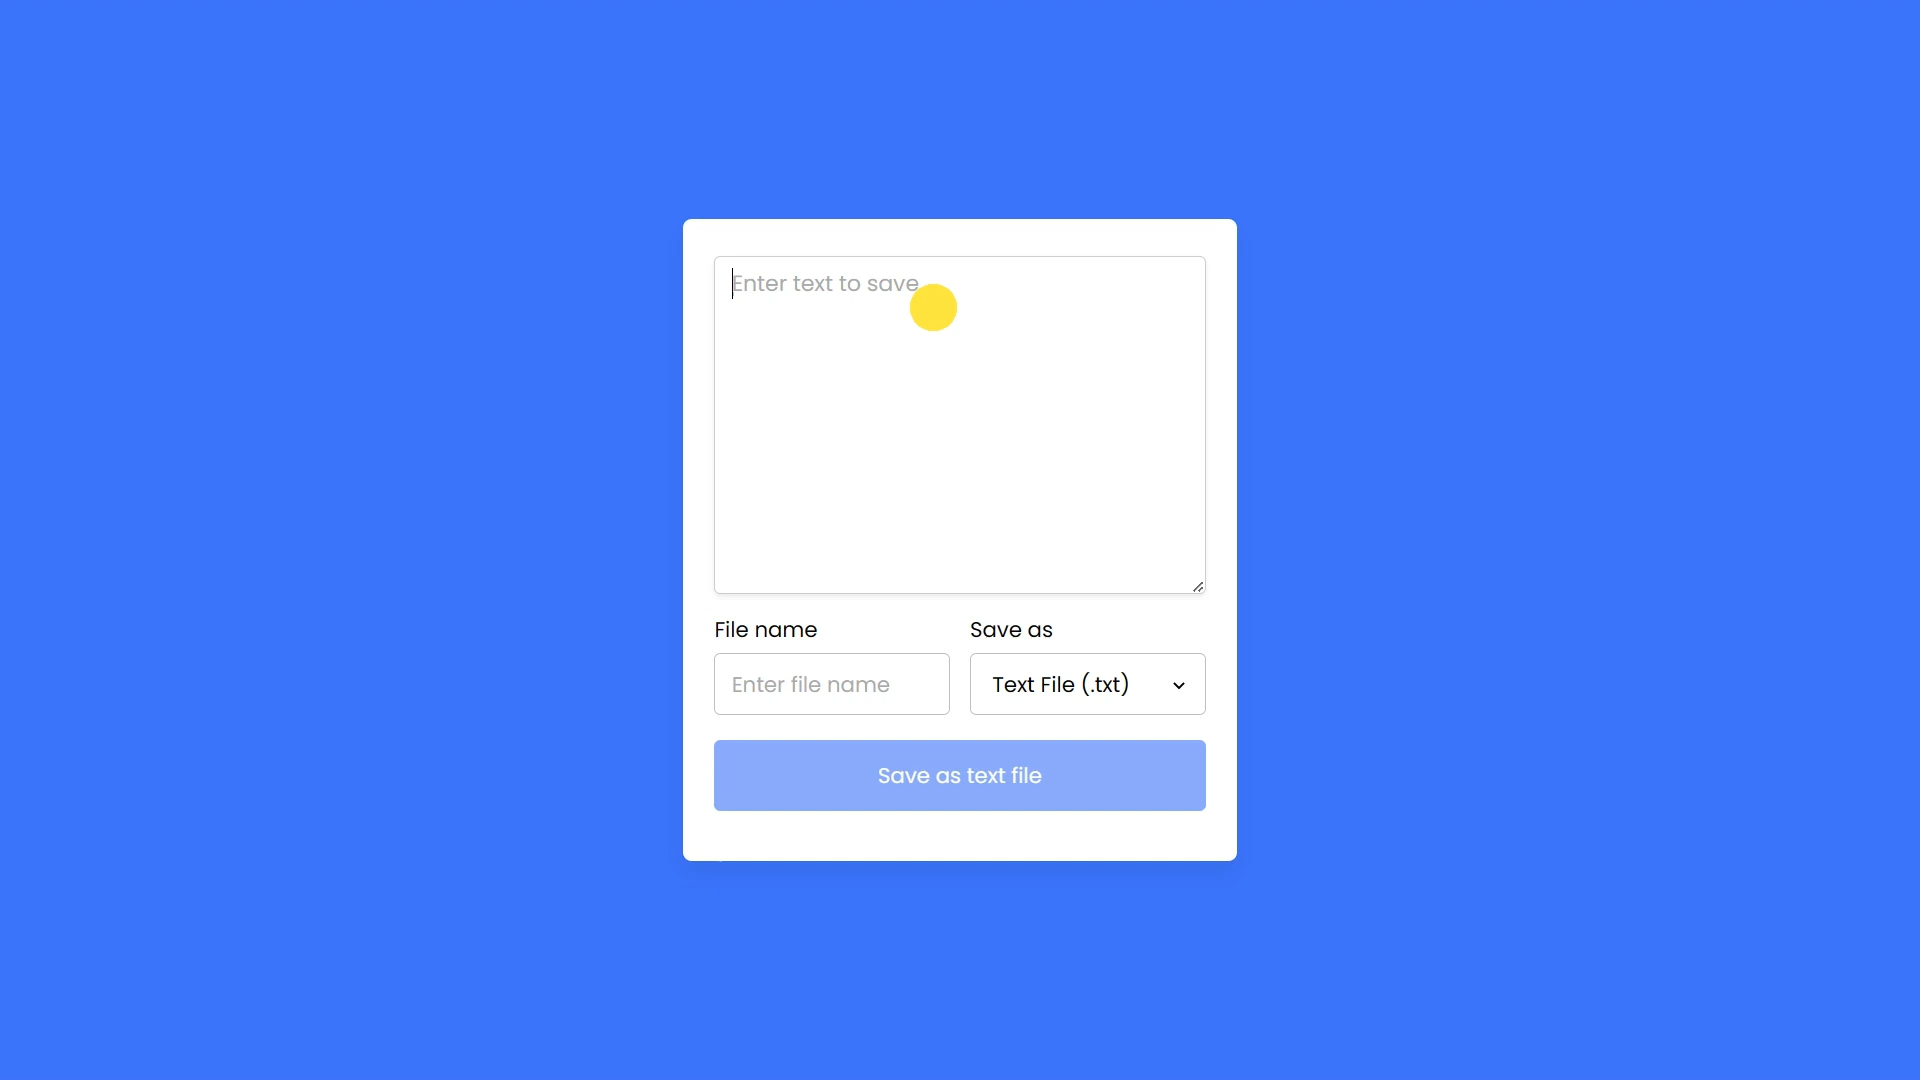 Enter text to save
File name
Save as
Enter file name
Text File (.txt)
Save as text file